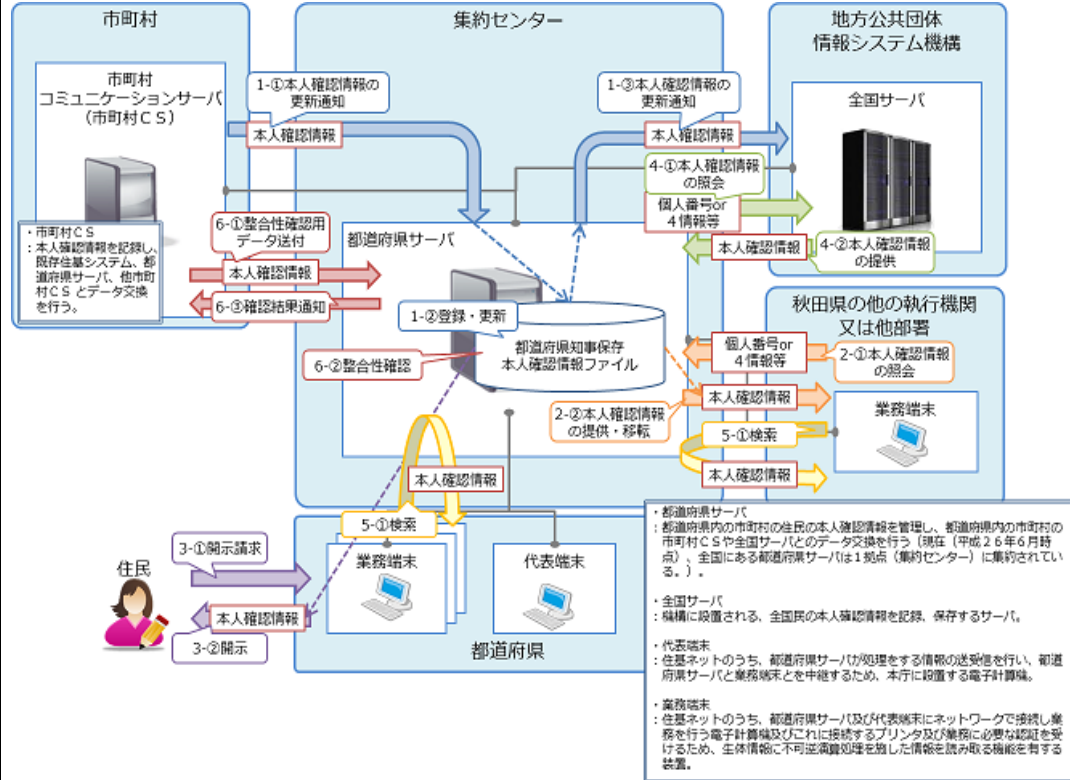 市町村
集約センター
地方公共団体
情報システム機構
市町村
コミュニケーションサーバ
（市町村ＣＳ）
1-①本人確認情報の
更新通知
本人確認情報
1-③本人確認情報の
更新通知
本人確認情報
全国サーバ
4-①本人確認情報
の照会
個人番号or
４情報等
本人確認情報
4-②本人確認情報
の提供
・市町村ＣＳ
：本人確認情報を記録し、
既存住基システム、都
道府県サーバ、他市町
村ＣＳとデータ交換
を行う。
6-①整合性確認用
データ送付
本人確認情報
6-③確認結果通知
都道府県サーバ
1-②登録・更新
都道府県知事保存
本人確認情報ファイル
6-②整合性確認
秋田県の他の執行機関
又は他部署
個人番号or
４情報等
2-①本人確認情報
の照会
本人確認情報
2-②本人確認情報
の提供・移転
業務端末
5-①検索
本人確認情報
本人確認情報
5-①検索
業務端末
代表端末
都道府県
3-①開示請求
住民
本人確認情報
3-②開示
・都道府県サーバ
：都道府県内の市町村の住民の本人確認情報を管理し、都道府県内の市町村の
市町村ＣＳや全国サーバとのデータ交換を行う（現在（平成２６年６月時
点）、全国にある都道府県サーバは１拠点（集約センター）に集約されてい
る。）。
・全国サーバ
：機構に設置される、全国民の本人確認情報を記録、保存するサーバ。
・代表端末
：住基ネットのうち、都道府県サーバが処理をする情報の送受信を行い、都道
府県サーバと業務端末とを中継するため、本庁に設置する電子計算機。
・業務端末
：住基ネットのうち、都道府県サーバ及び代表端末にネットワークで接続し業
務を行う電子計算機及びこれに接続するプリンタ及び業務に必要な認証を受
けるため、生体情報に不可逆演算処理を施した情報を読み取る機能を有する
装置。